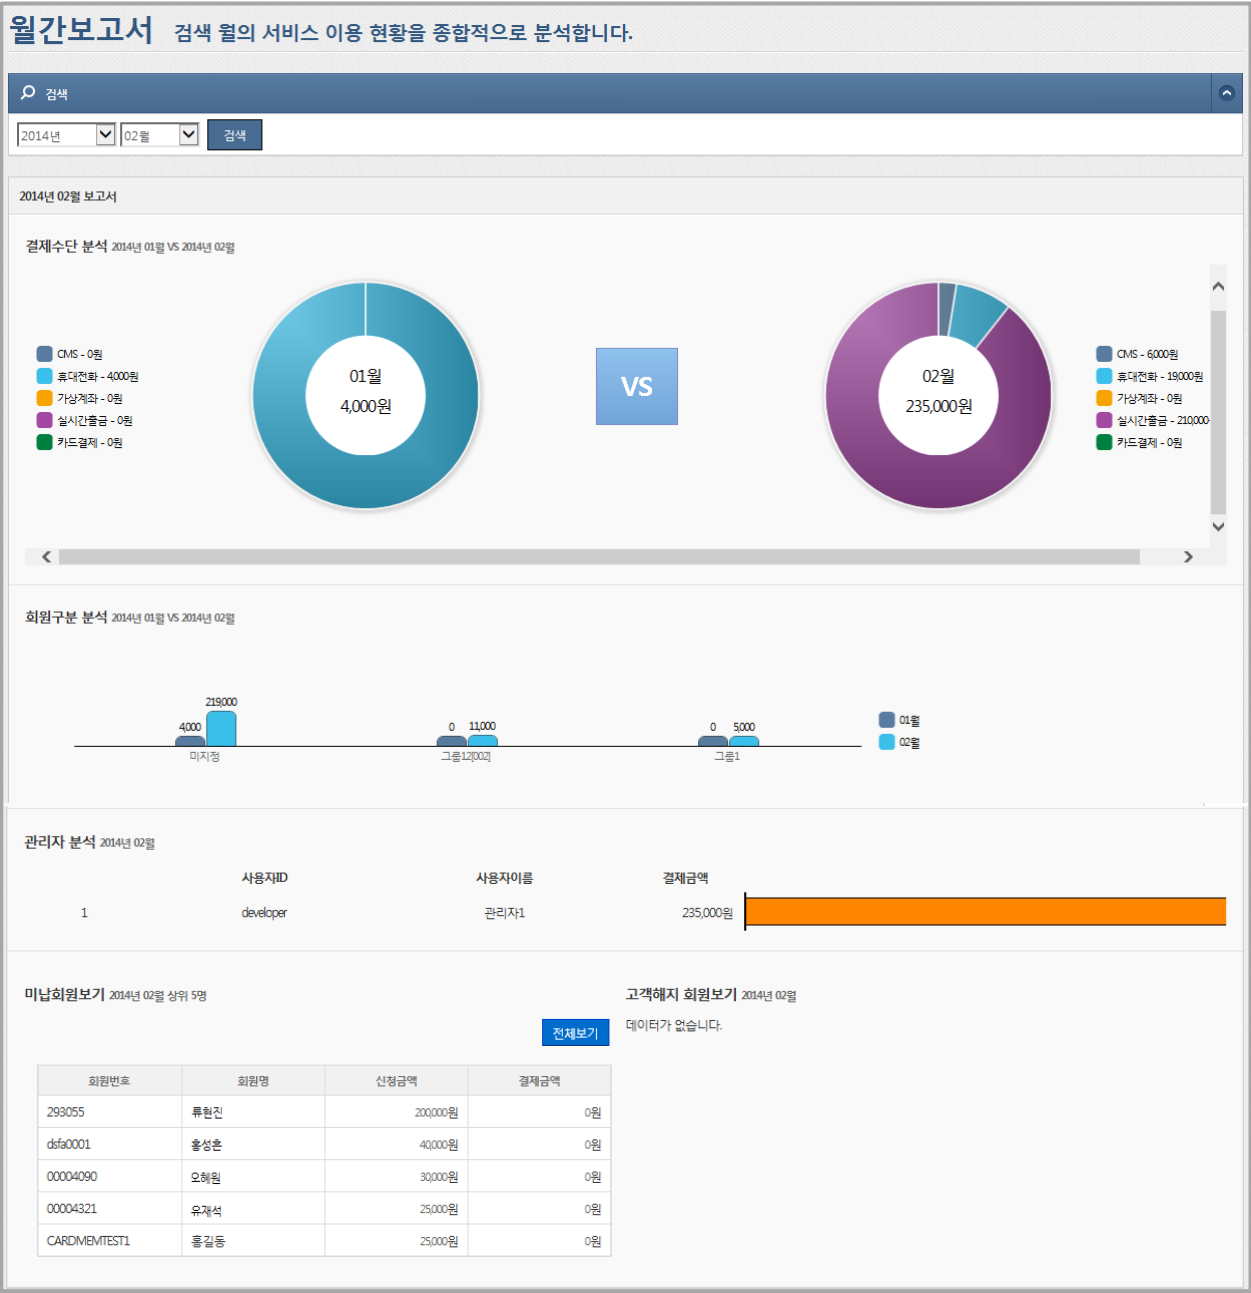 월간보고서 검색 월의 서비스 이용 현황을 종합적으로 분석합니다.
검색
2014년 02월 검색
2014년 02월 보고서
결제수단 분석 2014년 01월 VS 2014년 02월
CMS - 0원
휴대전화 - 4,000원
가상계좌 - 0원
실시간출금 - 0원
카드결제 - 0원
01월
4,000원
VS
02월
235,000원
CMS - 6,000원
휴대전화 - 19,000원
가상계좌 - 0원
실시간출금 - 210,000
카드결제 - 0원
회원구분 분석 2014년 01월 VS 2014년 02월
4,000 219,000
0 11,000
0 5,000
미지정 그룹12[002] 그룹1
01월
02월
관리자 분석 2014년 02월
사용자ID 사용자이름 결제금액
1 developer 관리자1 235,000원
미납회원보기 2014년 02월 상위 5명
전체보기
회원번호 회원명 신청금액 결제금액
293055 류현진 200,000원 0원
dsfa0001 홍성흔 40,000원 0원
00004090 오혜원 30,000원 0원
00004321 유재석 25,000원 0원
CARDMEMTEST1 홍길동 25,000원 0원
고객해지 회원보기 2014년 02월
데이터가 없습니다.